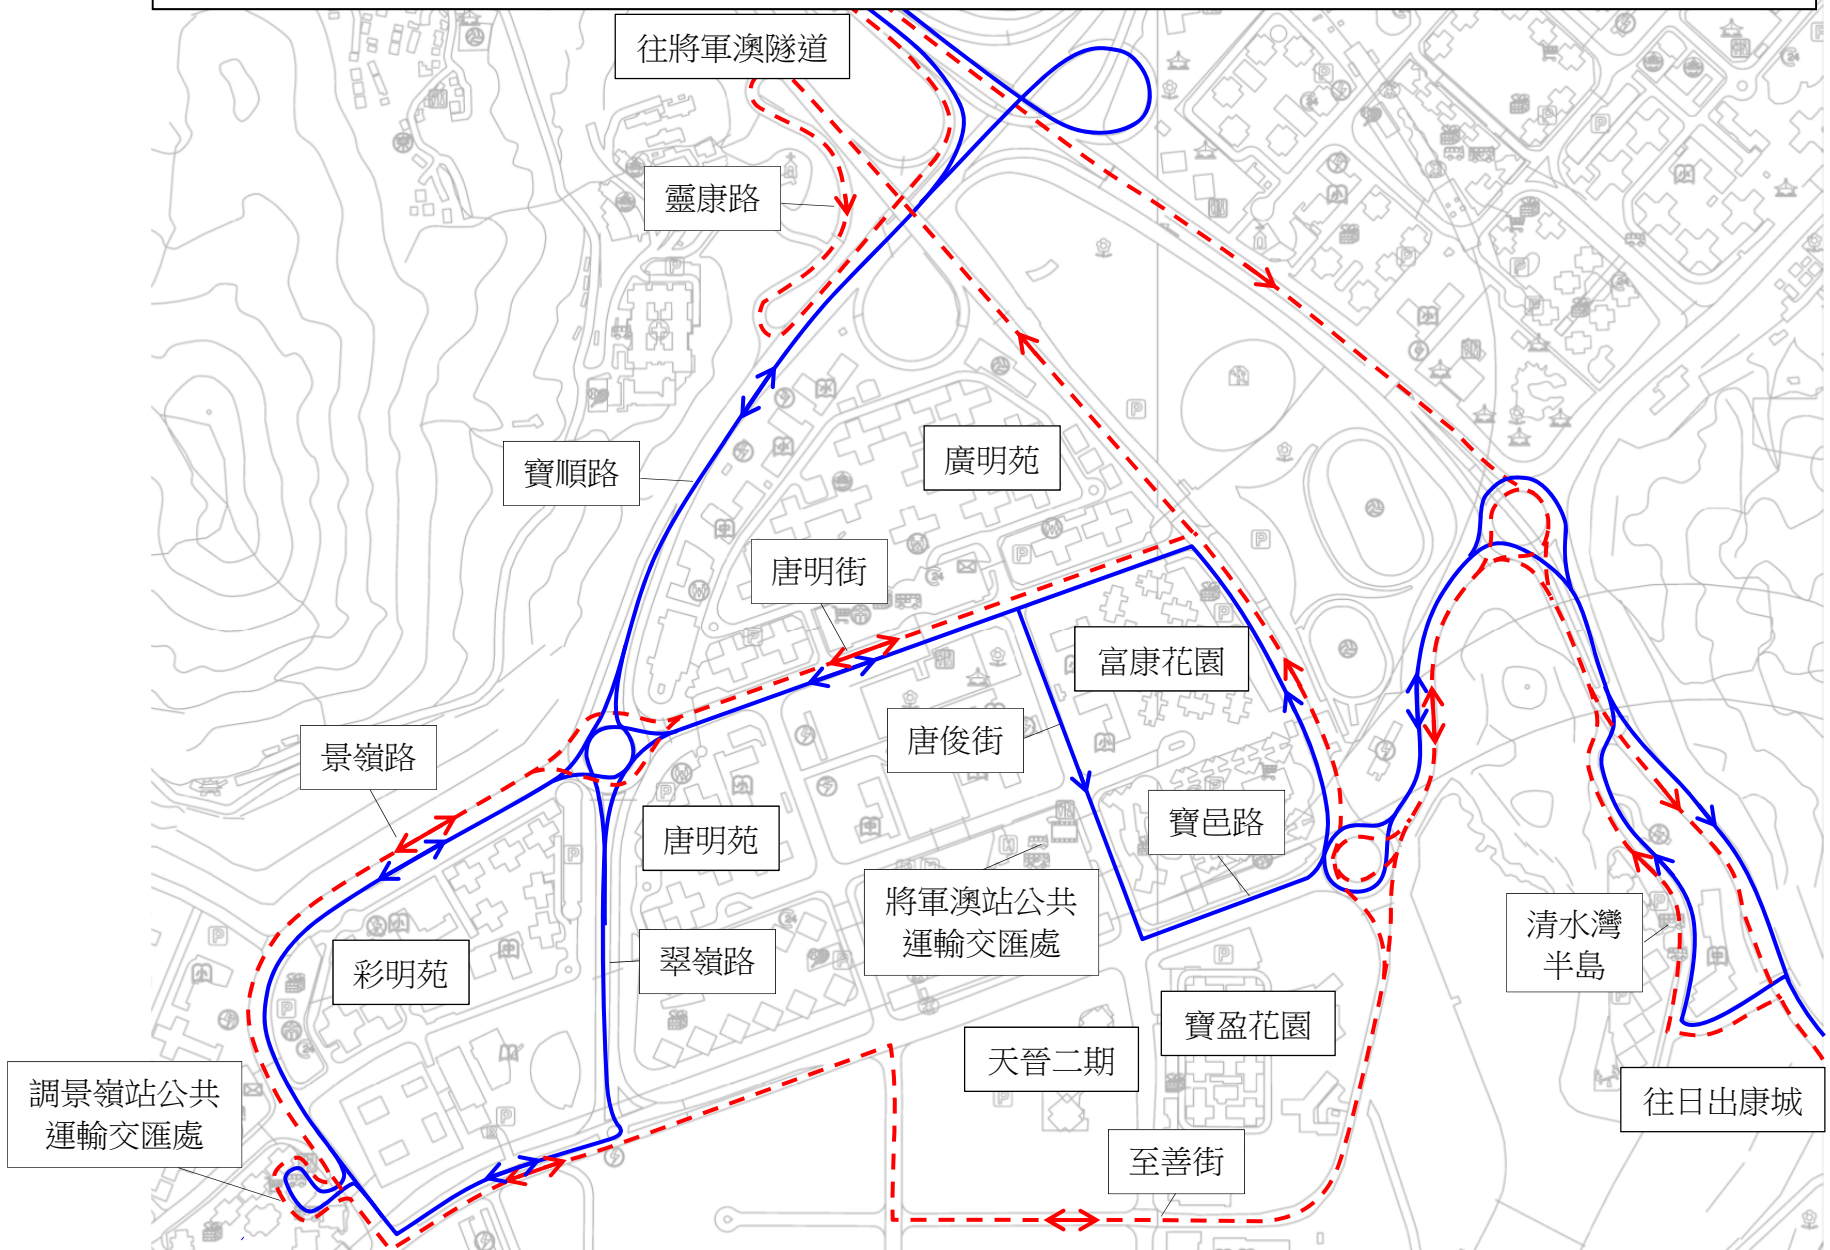 往將軍澳隧道
靈康路
寶順路
廣明苑
唐明街
富康花園
唐俊街
景嶺路
唐明苑
寶邑路
將軍澳站公共
運輸交匯處
清水灣
半島
彩明苑
翠嶺路
寶盈花園
天晉二期
調景嶺站公共
運輸交匯處
往日出康城
至善街